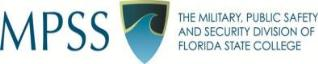 MPSS
THE MILITARY, PUBLIC SAFETY
AND SECURITY DIVISION OF
FLORIDA STATE COLLEGE